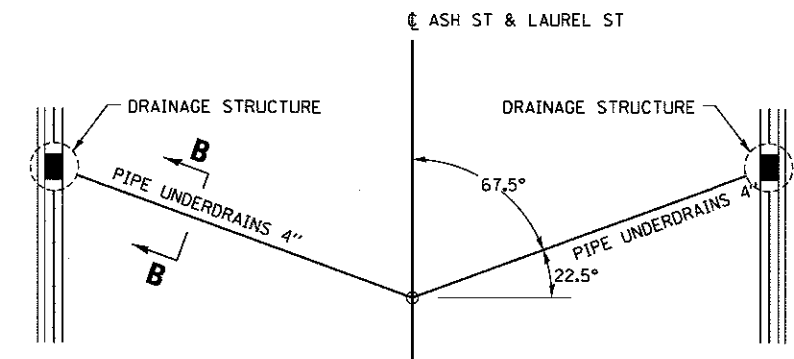 ℄ ASH ST & LAUREL ST
DRAINAGE STRUCTURE
DRAINAGE STRUCTURE
B
PIPE UNDERDRAINS 4"
B
67.5°
PIPE UNDERDRAINS 4"
22.5°